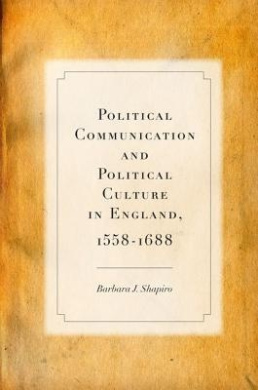 POLITICAL
COMMUNICATION
AND
POLITICAL
CULTURE
IN ENGLAND,
1558-1688
Barbara J. Shapiro